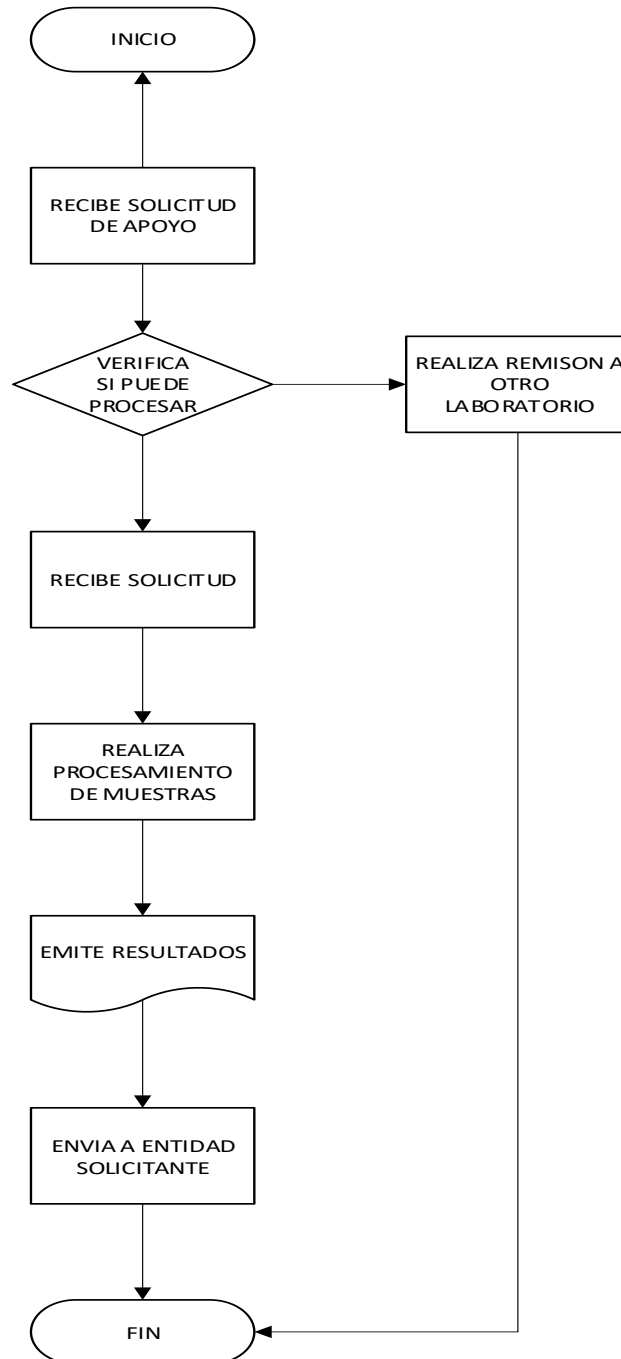 INICIO
RECIBE SOLICITUD
DE APOYO
VERIFICA
SI PUEDE
PROCESAR
REALIZA REMISON A
OTRO
LABORATORIO
RECIBE SOLICITUD
REALIZA
PROCESAMIENTO
DE MUESTRAS
EMITE RESULTADOS
ENVIA A ENTIDAD
SOLICITANTE
FIN